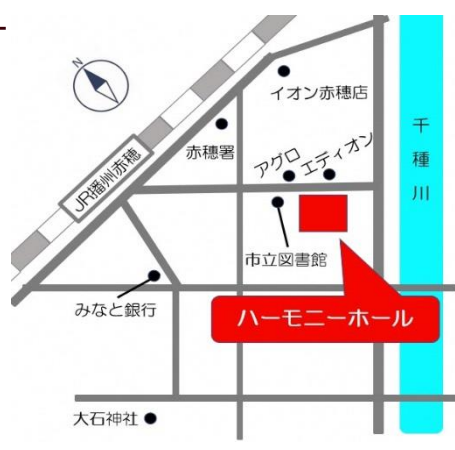 N
イオン赤穂店
赤穂署
アグロ
エディオン
千種川
JR播州赤穂
市立図書館
みなと銀行
ハーモニーホール
大石神社